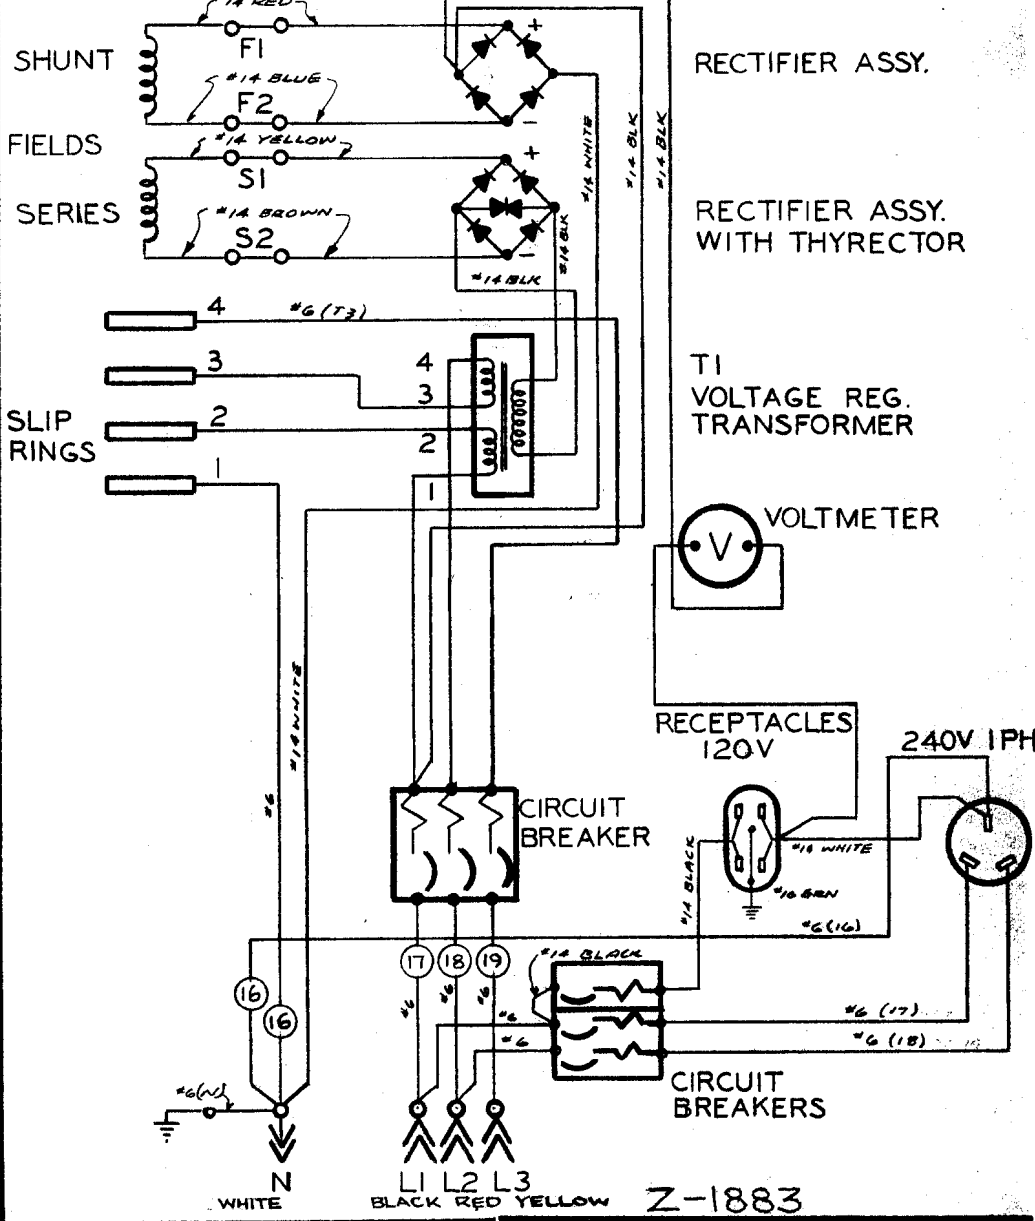 #14 RED
F1
SHUNT
#14 BLUE
F2
+
–
RECTIFIER ASSY.
FIELDS
#14 YELLOW
S1
SERIES
#14 BROWN
S2
+
–
#14 BLK
#14 BLK
#14 WHITE
#14 BLK
#14 BLK
RECTIFIER ASSY.
WITH THYRECTOR
4
#6 (T3)
3
SLIP
RINGS
2
1
4
3
2
1
T1
VOLTAGE REG.
TRANSFORMER
V
VOLTMETER
#14 WHITE
#6
RECEPTACLES
120V
240V 1PH
CIRCUIT
BREAKER
#14 BLACK
#14 WHITE
#6 (16)
17
18
19
#14 BLACK
16
16
#6
#6
#6
#6
#6
#6 (17)
#6 (18)
CIRCUIT
BREAKERS
#6(N)
N
WHITE
L1 L2 L3
BLACK RED YELLOW
Z-1883